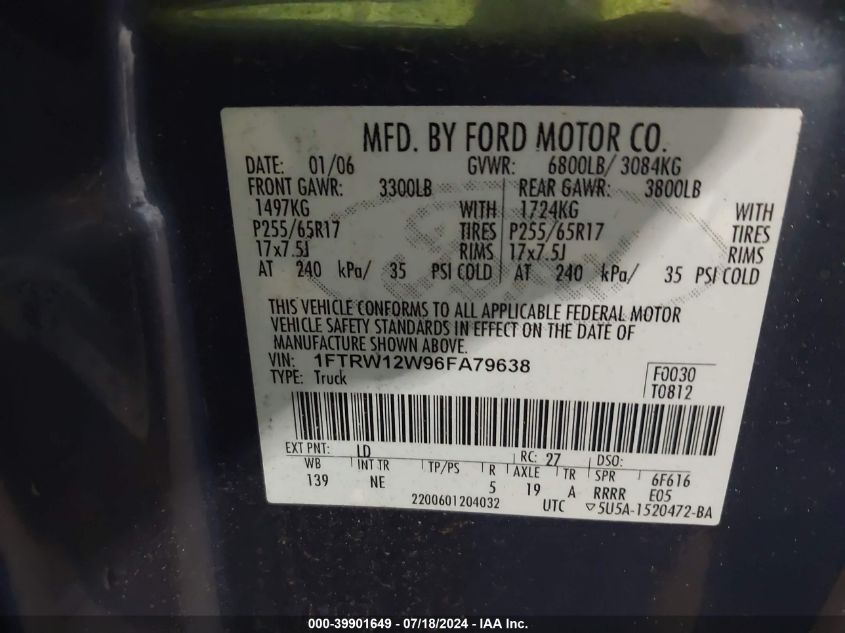 MFD. BY FORD MOTOR CO.
DATE: 01/06 GVWR: 6800LB/ 3084KG
FRONT GAWR: 3300LB REAR GAWR: 3800LB
1497KG WITH 1724KG WITH
P255/65R17 TIRES P255/65R17 TIRES
17x7.5J RIMS 17x7.5J RIMS
AT 240 kPa/ 35 PSI COLD AT 240 kPa/ 35 PSI COLD
THIS VEHICLE CONFORMS TO ALL APPLICABLE FEDERAL MOTOR
VEHICLE SAFETY STANDARDS IN EFFECT ON THE DATE OF
MANUFACTURE SHOWN ABOVE.
VIN: 1FTRW12W96FA79638
TYPE: Truck
F0030
T0812
EXT PNT: LD RC: 27 DSO:
WB INT TR TP/PS R AXLE TR SPR 6F616
139 NE 5 19 A RRRR E05
2200601204032 UTC ▽5U5A-1520472-BA
000-39901649 - 07/18/2024 - IAA Inc.